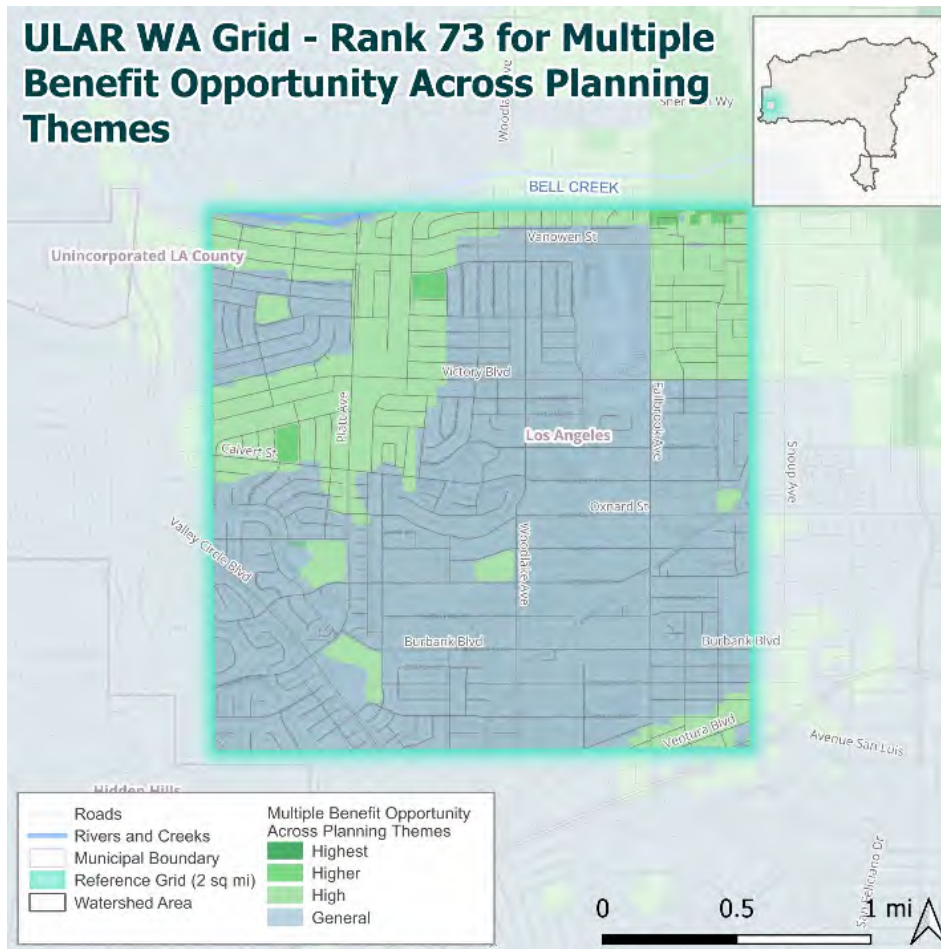 ULAR WA Grid - Rank 73 for Multiple
Benefit Opportunity Across Planning
Themes
BELL CREEK
Vanowen St
Unincorporated LA County
Victory Blvd
Platt Ave
Fallbrook Ave
Los Angeles
Calvert St
Shoup Ave
Oxnard St
Valley Circle Blvd
Woodlake Ave
Burbank Blvd
Burbank Blvd
Ventura Blvd
Avenue San Luis
Hidden Hills
San Feliciano Dr
Roads
Rivers and Creeks
Municipal Boundary
Reference Grid (2 sq mi)
Watershed Area
Multiple Benefit Opportunity
Across Planning Themes
Highest
Higher
High
General
0 0.5 1 mi